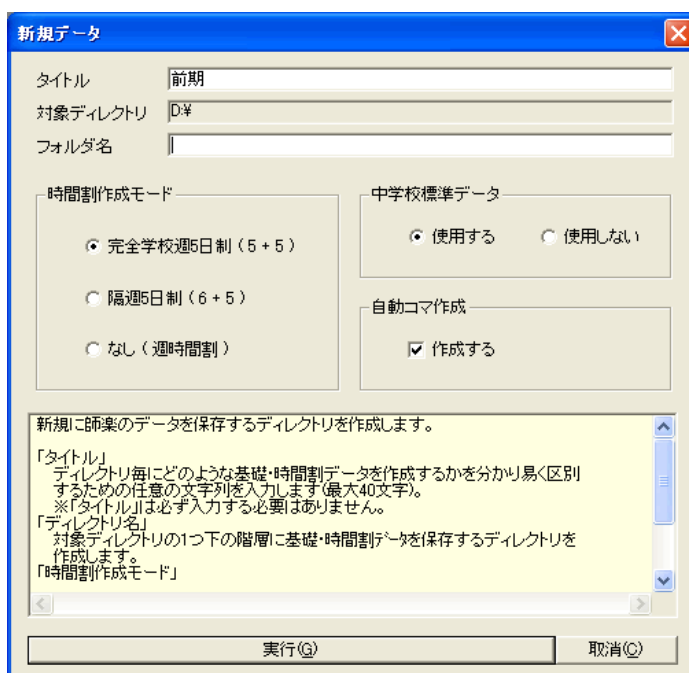 新規データ
タイトル 前期
対象ディレクトリ D:¥
フォルダ名
時間割作成モード
完全学校週5日制(5+5)
隔週5日制(6+5)
なし(週時間割)
中学校標準データ
使用する 使用しない
自動コマ作成
作成する
新規に師楽のデータを保存するディレクトリを作成します。
「タイトル」
ディレクトリ毎にどのような基礎・時間割データを作成するかを分かり易く区別
するための任意の文字列を入力します(最大40文字)。
※「タイトル」は必ず入力する必要はありません。
「ディレクトリ名」
対象ディレクトリの1つ下の階層に基礎・時間割データを保存するディレクトリを
作成します。
「時間割作成モード」
実行(G) 取消(C)